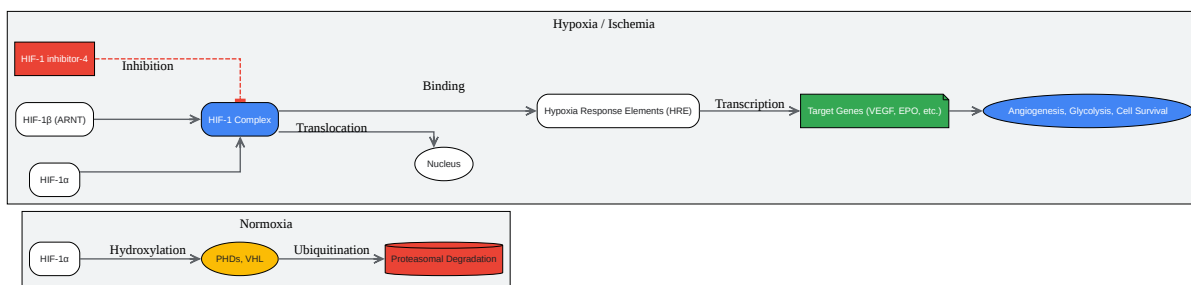 Hypoxia / Ischemia
HIF-1 inhibitor-4
Inhibition
Binding
HIF-1β (ARNT)
HIF-1 Complex
Hypoxia Response Elements (HRE)
Transcription
Target Genes (VEGF, EPO, etc.)
Angiogenesis, Glycolysis, Cell Survival
Translocation
Nucleus
HIF-1α
Normoxia
HIF-1α
Hydroxylation
PHDs, VHL
Ubiquitination
Proteasomal Degradation